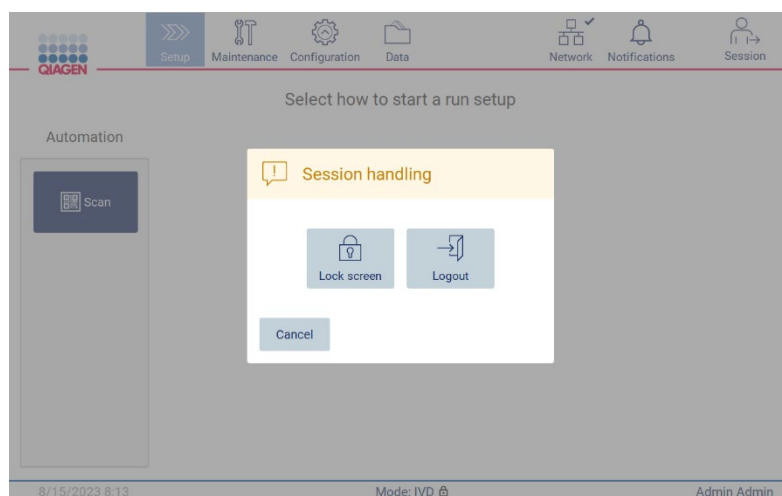 QIAGEN
Setup
Maintenance
Configuration
Data
Network
Notifications
Session
Select how to start a run setup
Automation
Scan
Session handling
Lock screen
Logout
Cancel
8/15/2023 8:13
Mode: IVD
Admin Admin